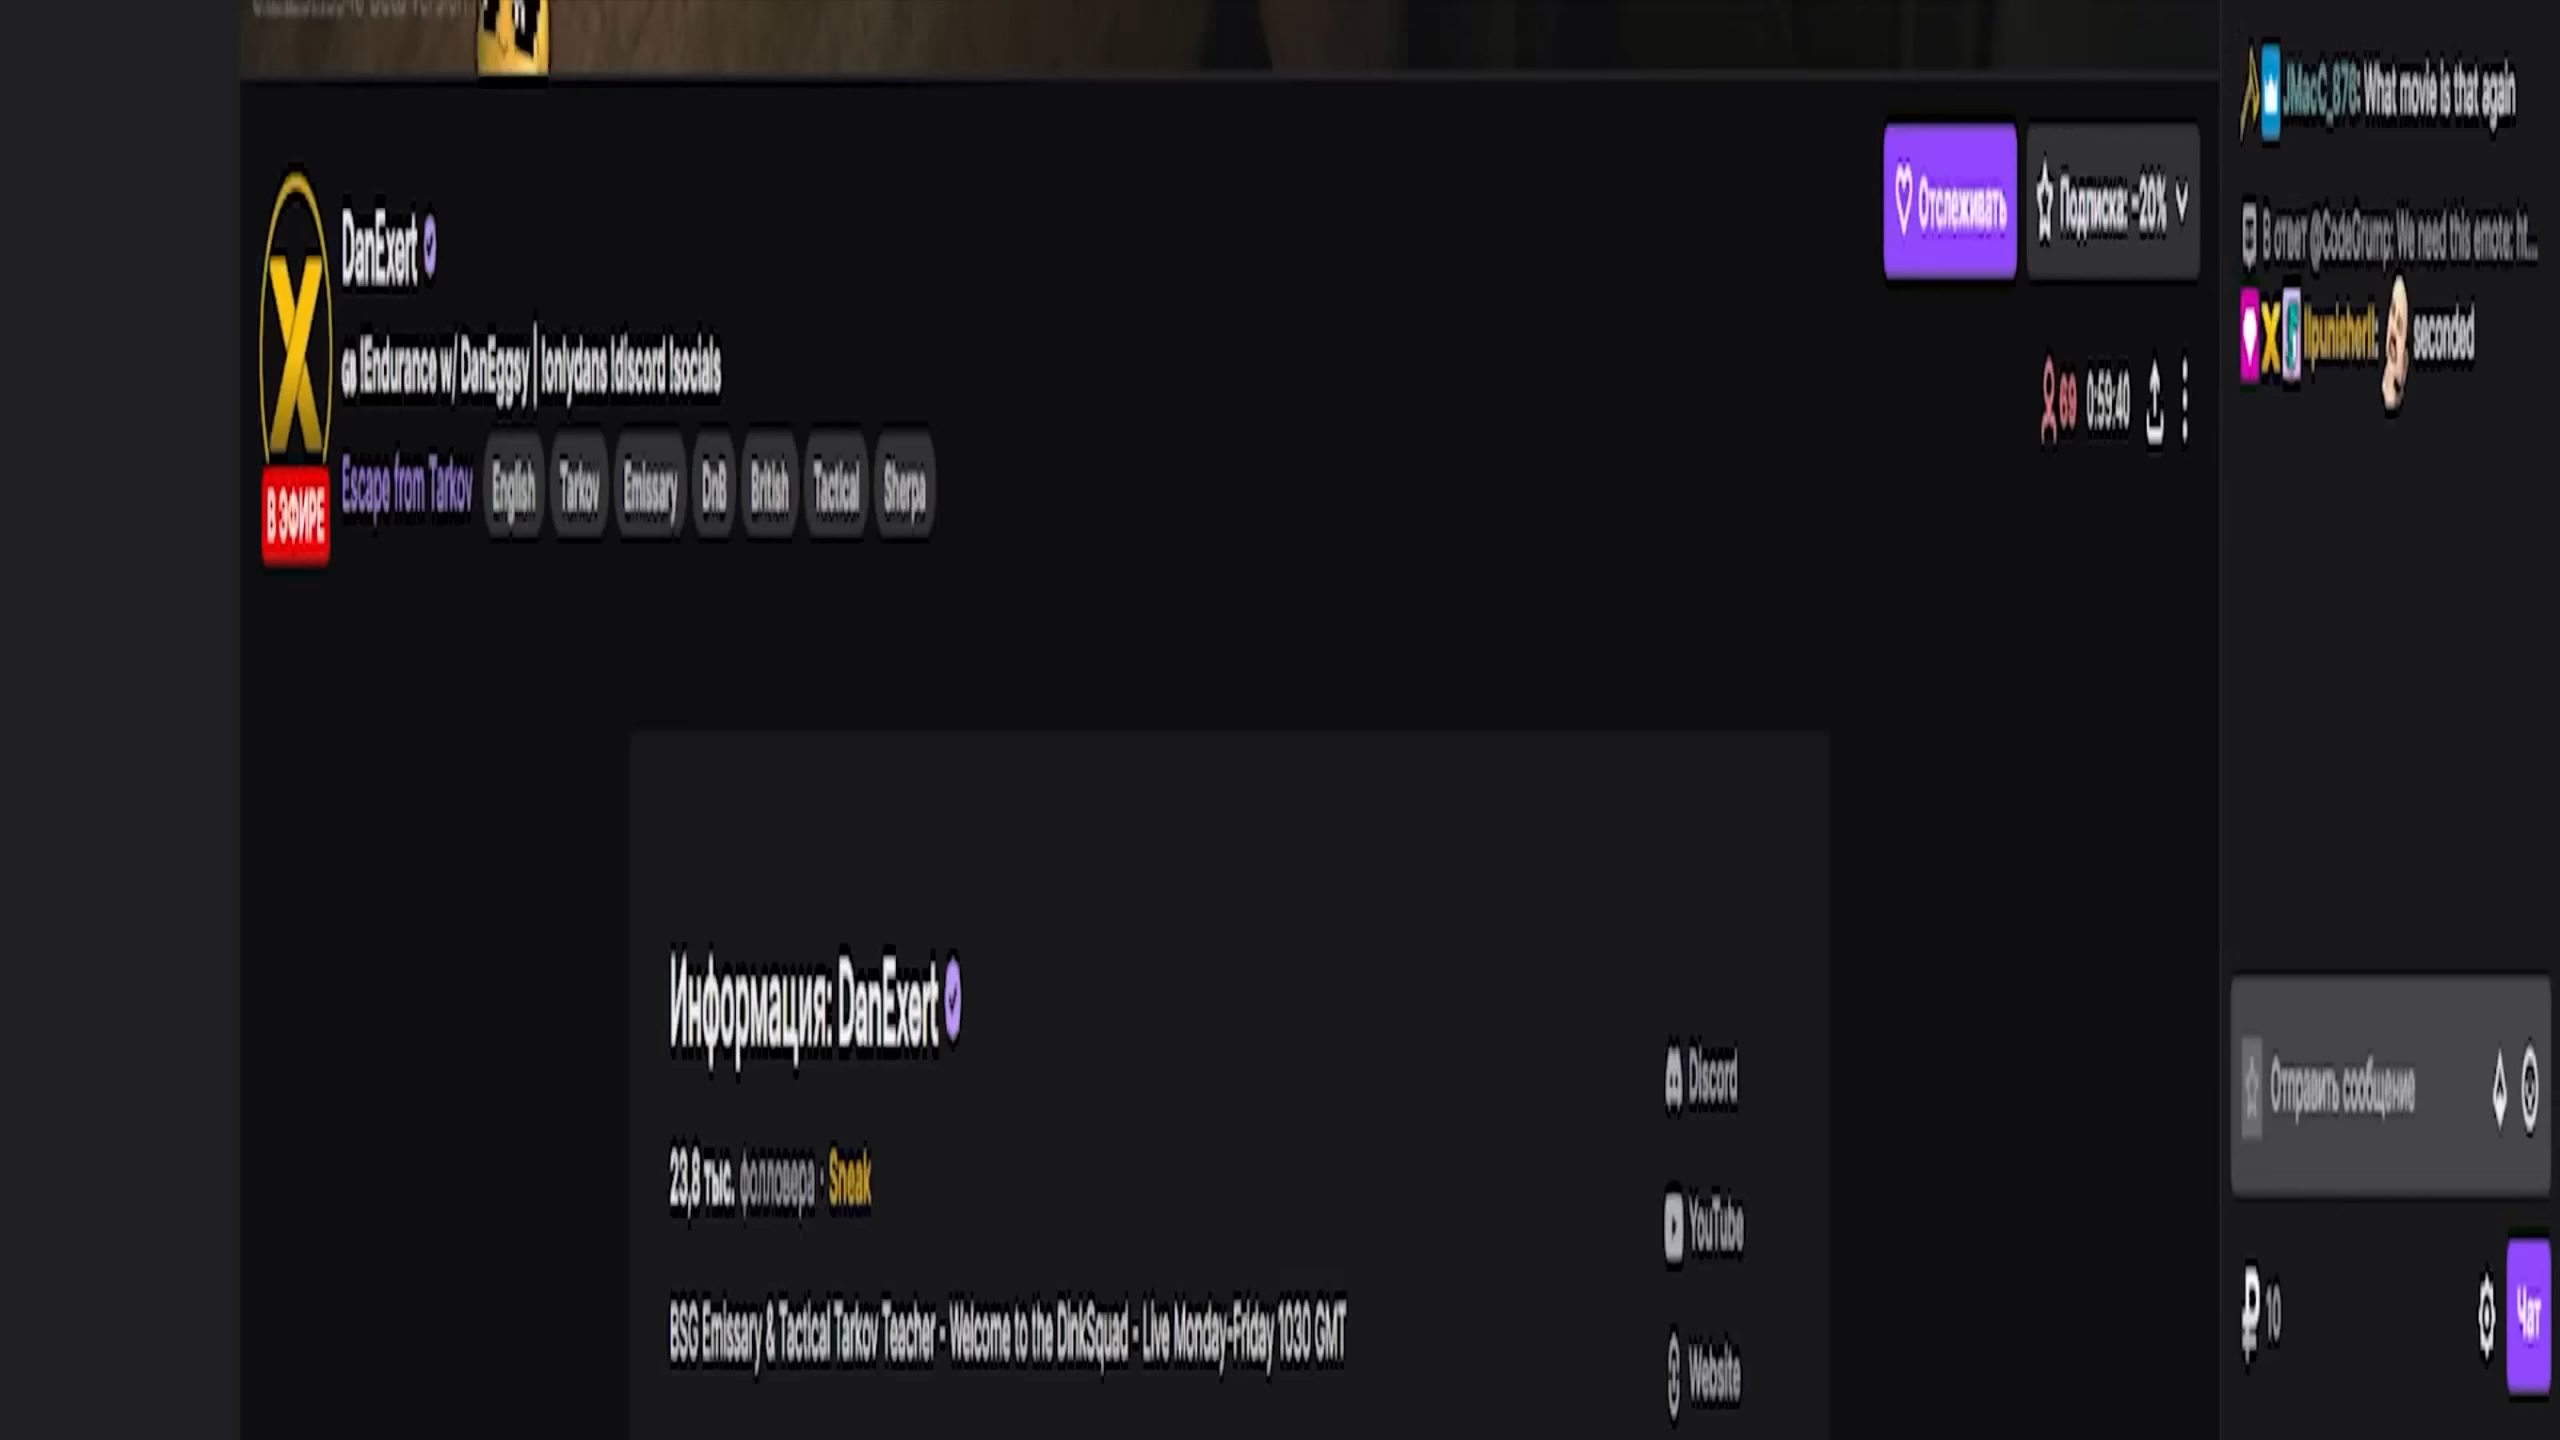 DanExert
!Endurance w/ DanEggsy | !onlydans !discord !socials
Escape from Tarkov English Tarkov Emissary DnB British Tactical Sherpa
В ЭФИРЕ
Отслеживать
Подписка: -20%
69 0:59:40
Информация: DanExert
23,8 тыс. фолловера · Sneak
BSG Emissary & Tactical Tarkov Teacher - Welcome to the DinkSquad - Live Monday-Friday 1030 GMT
Discord
YouTube
Website
JMacC_876: What movie is that again
В ответ @CodeGrump: We need this emote: ht...
llpunisherll: seconded
Отправить сообщение
10
Чат